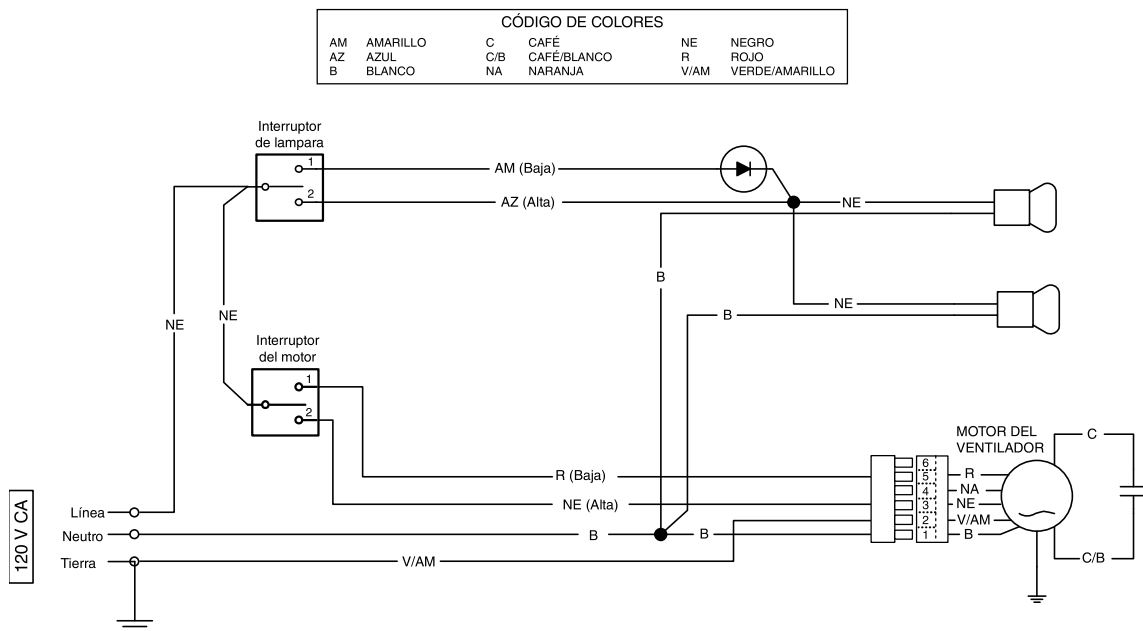 CÓDIGO DE COLORES
AM AMARILLO C CAFÉ NE NEGRO
AZ AZUL C/B CAFÉ/BLANCO R ROJO
B BLANCO NA NARANJA V/AM VERDE/AMARILLO
Interruptor
de lampara
1
2
AM (Baja)
AZ (Alta)
NE
B
NE
B
NE
NE
Interruptor
del motor
1
2
R (Baja)
NE (Alta)
MOTOR DEL
VENTILADOR
C
6
5 R
4 NA
3 NE
2 V/AM
1 B
C/B
120 V CA
Línea
Neutro
B
B
Tierra
V/AM